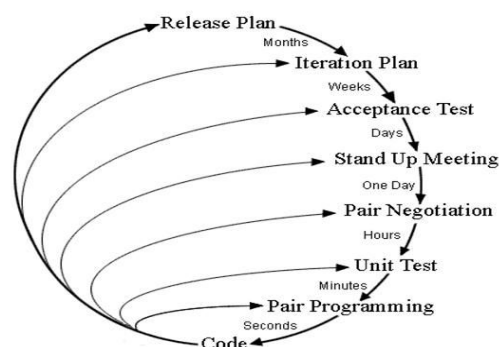 Release Plan
Months
Iteration Plan
Weeks
Acceptance Test
Days
Stand Up Meeting
One Day
Pair Negotiation
Hours
Unit Test
Minutes
Pair Programming
Seconds
Code